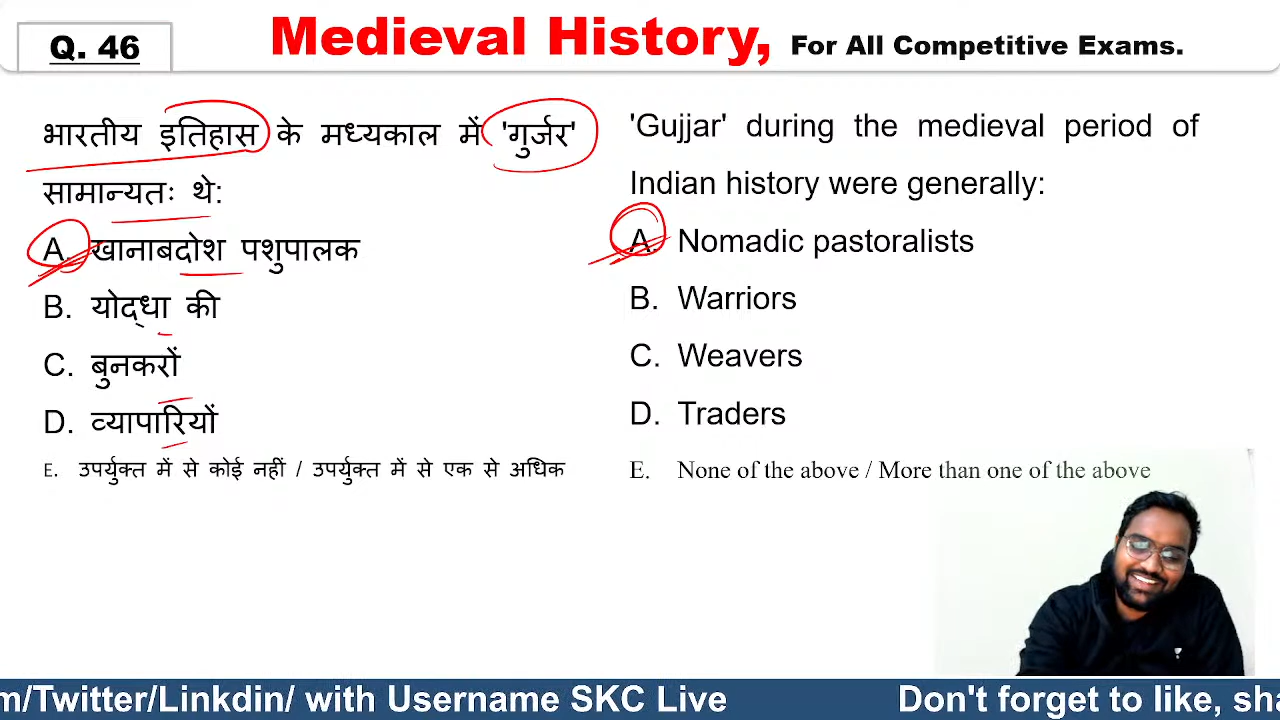 Q. 46
Medieval History, For All Competitive Exams.
भारतीय इतिहास के मध्यकाल में 'गुर्जर'
सामान्यतः थे:
A. खानाबदोश पशुपालक
B. योद्धा की
C. बुनकरों
D. व्यापारियों
E. उपर्युक्त में से कोई नहीं / उपर्युक्त में से एक से अधिक
'Gujjar' during the medieval period of
Indian history were generally:
A. Nomadic pastoralists
B. Warriors
C. Weavers
D. Traders
E. None of the above / More than one of the above
m/Twitter/Linkdin/ with Username SKC Live Don't forget to like, sha